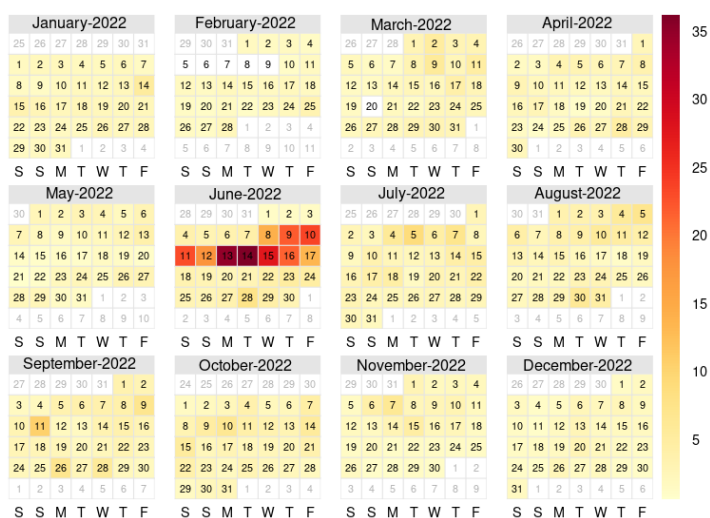 January-2022
25 26 27 28 29 30 31
1 2 3 4 5 6 7
8 9 10 11 12 13 14
15 16 17 18 19 20 21
22 23 24 25 26 27 28
29 30 31 1 2 3 4
S S M T W T F
February-2022
29 30 31 1 2 3 4
5 6 7 8 9 10 11
12 13 14 15 16 17 18
19 20 21 22 23 24 25
26 27 28 1 2 3 4
5 6 7 8 9 10 11
S S M T W T F
March-2022
26 27 28 1 2 3 4
5 6 7 8 9 10 11
12 13 14 15 16 17 18
19 20 21 22 23 24 25
26 27 28 29 30 31 1
2 3 4 5 6 7 8
S S M T W T F
April-2022
26 27 28 29 30 31 1
2 3 4 5 6 7 8
9 10 11 12 13 14 15
16 17 18 19 20 21 22
23 24 25 26 27 28 29
30 1 2 3 4 5 6
S S M T W T F
May-2022
30 1 2 3 4 5 6
7 8 9 10 11 12 13
14 15 16 17 18 19 20
21 22 23 24 25 26 27
28 29 30 31 1 2 3
4 5 6 7 8 9 10
S S M T W T F
June-2022
28 29 30 31 1 2 3
4 5 6 7 8 9 10
11 12 13 14 15 16 17
18 19 20 21 22 23 24
25 26 27 28 29 30 1
2 3 4 5 6 7 8
S S M T W T F
July-2022
25 26 27 28 29 30 1
2 3 4 5 6 7 8
9 10 11 12 13 14 15
16 17 18 19 20 21 22
23 24 25 26 27 28 29
30 31 1 2 3 4 5
S S M T W T F
August-2022
30 31 1 2 3 4 5
6 7 8 9 10 11 12
13 14 15 16 17 18 19
20 21 22 23 24 25 26
27 28 29 30 31 1 2
3 4 5 6 7 8 9
S S M T W T F
September-2022
27 28 29 30 31 1 2
3 4 5 6 7 8 9
10 11 12 13 14 15 16
17 18 19 20 21 22 23
24 25 26 27 28 29 30
1 2 3 4 5 6 7
S S M T W T F
October-2022
24 25 26 27 28 29 30
1 2 3 4 5 6 7
8 9 10 11 12 13 14
15 16 17 18 19 20 21
22 23 24 25 26 27 28
29 30 31 1 2 3 4
S S M T W T F
November-2022
29 30 31 1 2 3 4
5 6 7 8 9 10 11
12 13 14 15 16 17 18
19 20 21 22 23 24 25
26 27 28 29 30 1 2
3 4 5 6 7 8 9
S S M T W T F
December-2022
26 27 28 29 30 1 2
3 4 5 6 7 8 9
10 11 12 13 14 15 16
17 18 19 20 21 22 23
24 25 26 27 28 29 30
31 1 2 3 4 5 6
S S M T W T F
35
30
25
20
15
10
5